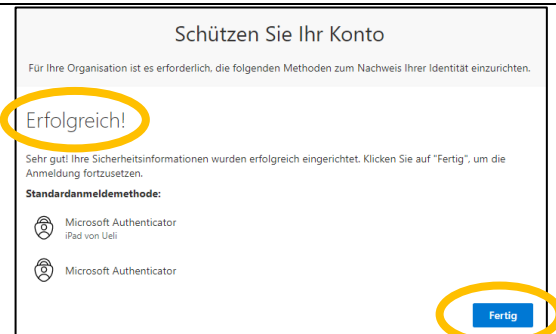 Schützen Sie Ihr Konto
Für Ihre Organisation ist es erforderlich, die folgenden Methoden zum Nachweis Ihrer Identität einzurichten.
Erfolgreich!
Sehr gut! Ihre Sicherheitsinformationen wurden erfolgreich eingerichtet. Klicken Sie auf "Fertig", um die
Anmeldung fortzusetzen.
Standardanmeldemethode:
Microsoft Authenticator
iPad von Ueli
Microsoft Authenticator
Fertig